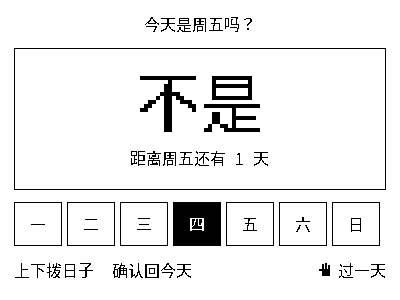 今天是周五吗？
不是
距离周五还有 1 天
一 二 三 四 五 六 日
上下拨日子 确认回今天 过一天